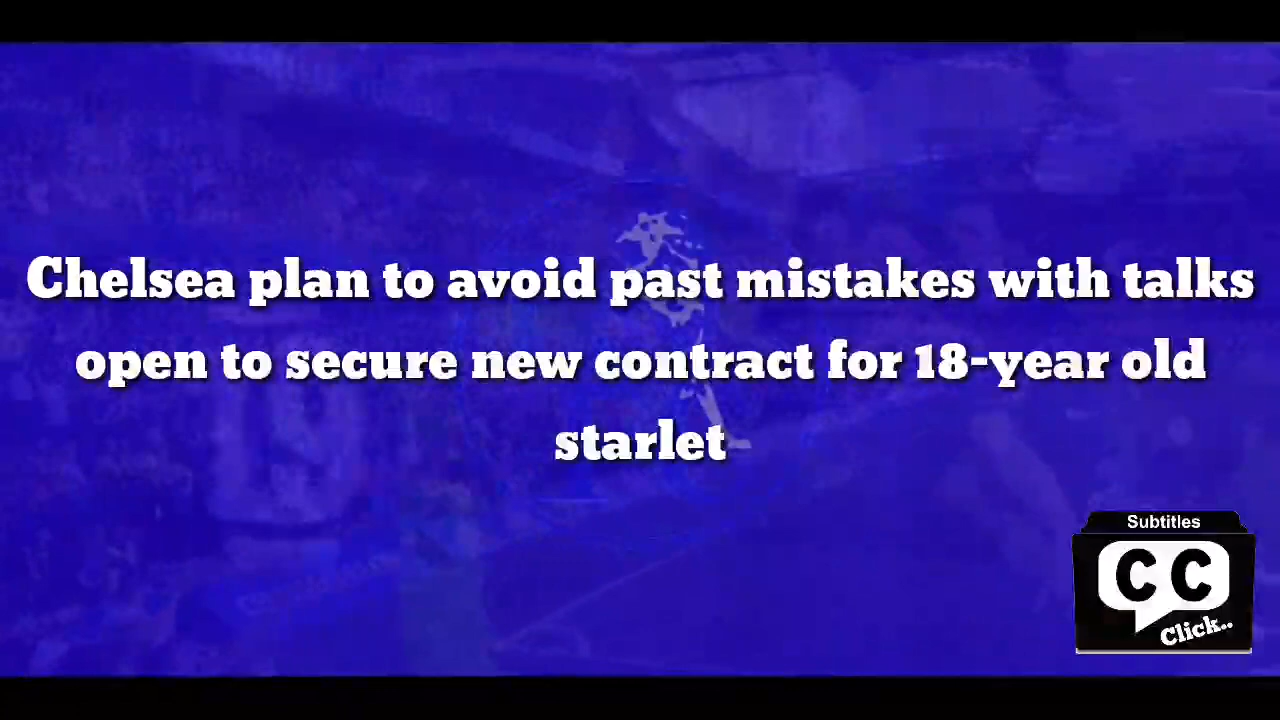 Chelsea plan to avoid past mistakes with talks
open to secure new contract for 18-year old
starlet
Subtitles
CC
Click..